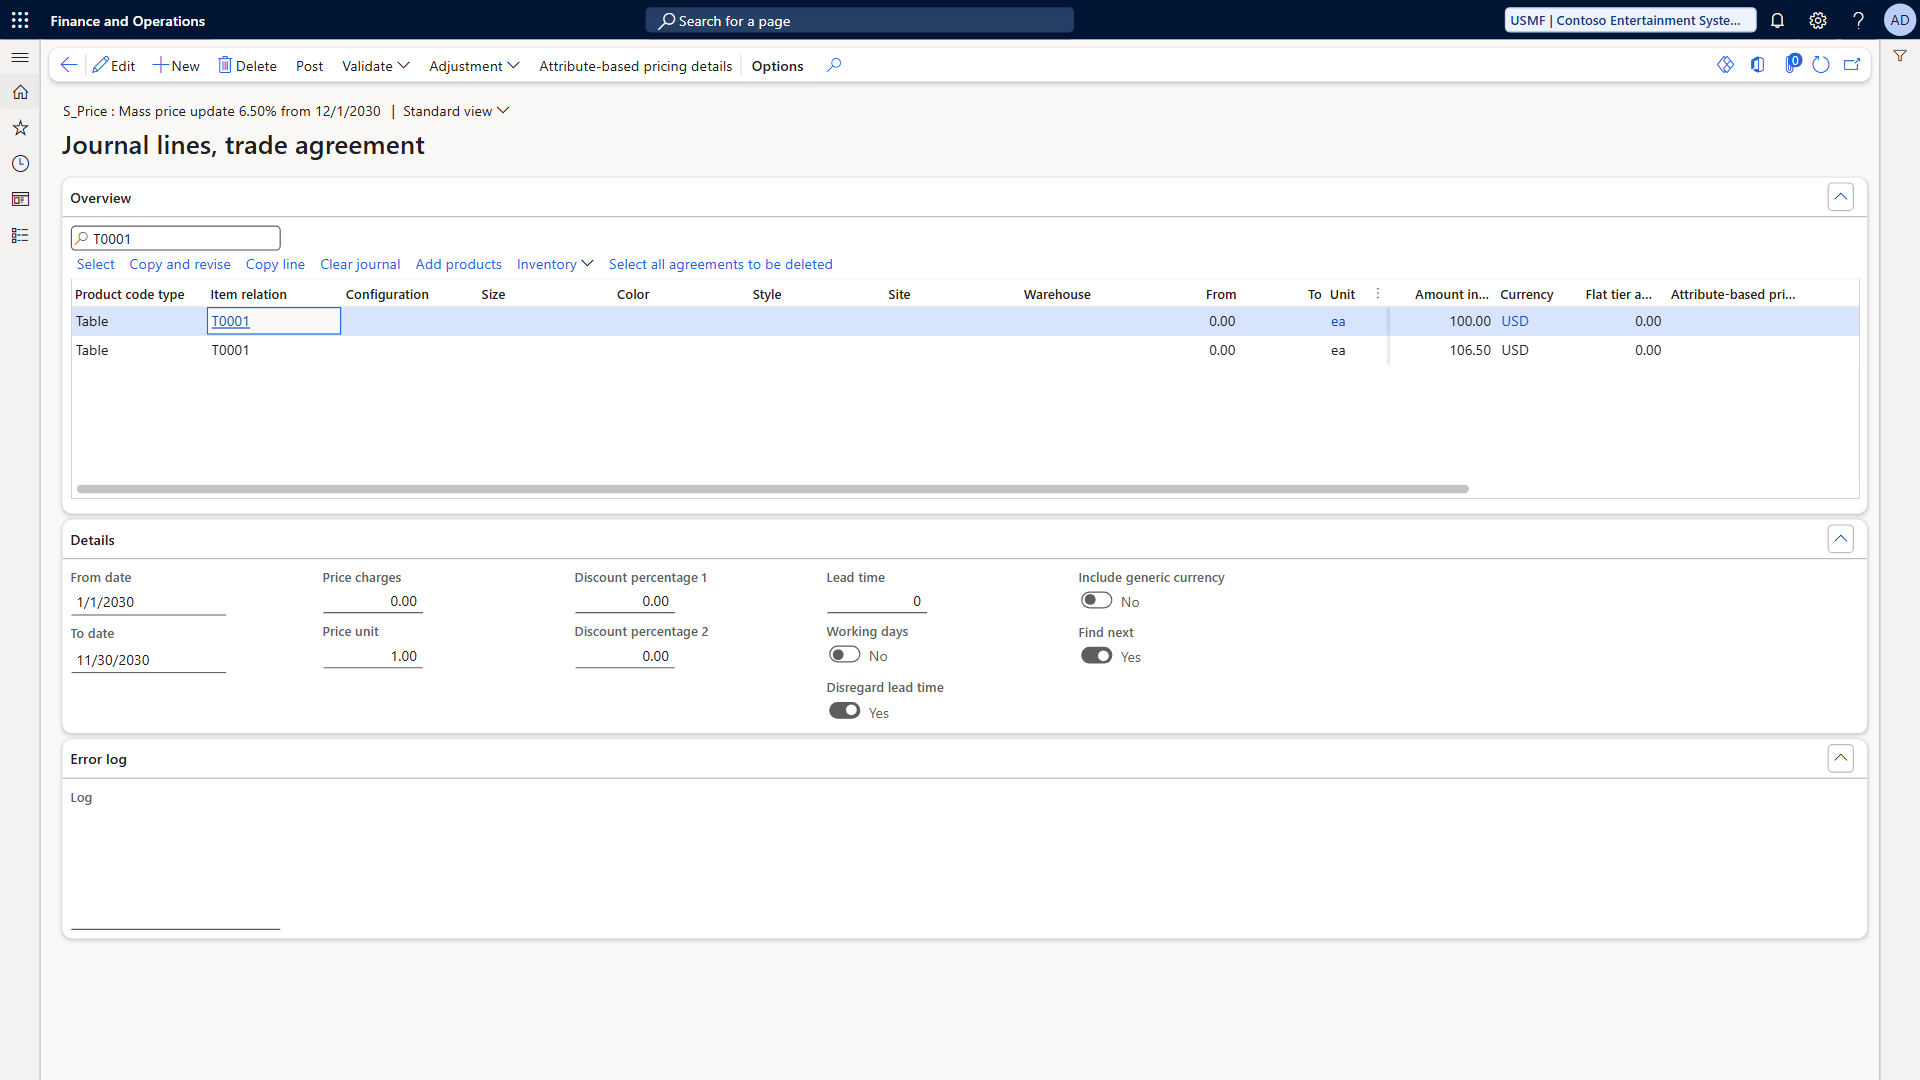 Finance and Operations
Search for a page
USMF | Contoso Entertainment Syste...
AD
Edit
New
Delete
Post
Validate
Adjustment
Attribute-based pricing details
Options
0
S_Price : Mass price update 6.50% from 12/1/2030 | Standard view
Journal lines, trade agreement
Overview
T0001
Select Copy and revise Copy line Clear journal Add products Inventory Select all agreements to be deleted
Product code type Item relation Configuration Size Color Style Site Warehouse From To Unit Amount in... Currency Flat tier a... Attribute-based pri...
Table T0001 0.00 ea 100.00 USD 0.00
Table T0001 0.00 ea 106.50 USD 0.00
Details
From date Price charges Discount percentage 1 Lead time Include generic currency
1/1/2030 0.00 0.00 0 No
To date Price unit Discount percentage 2 Working days Find next
11/30/2030 1.00 0.00 No Yes
Disregard lead time
Yes
Error log
Log